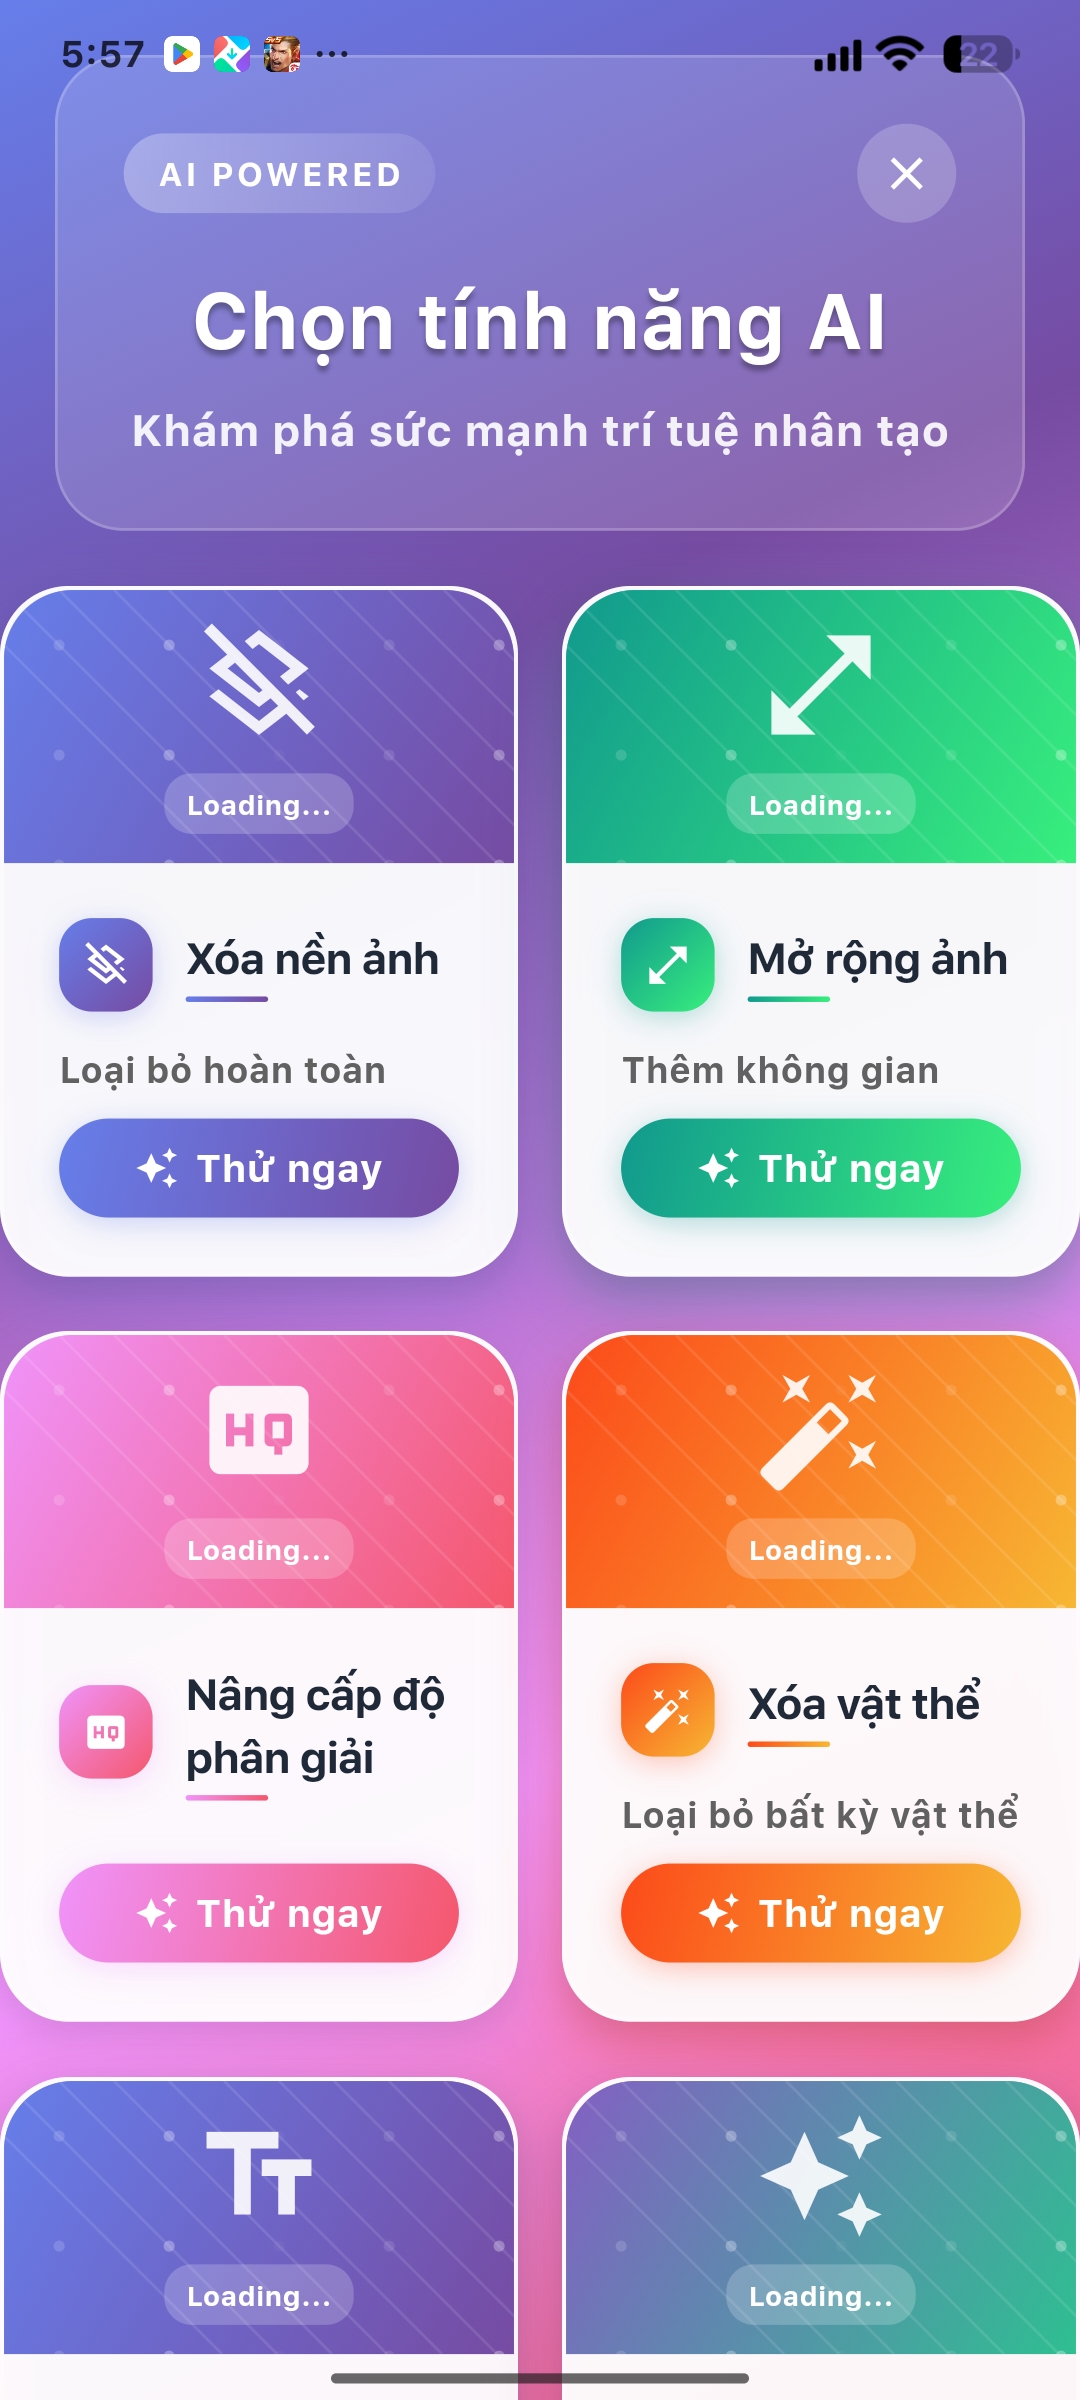 5:57
22
AI POWERED
Chọn tính năng AI
Khám phá sức mạnh trí tuệ nhân tạo
Loading...
Loading...
Xóa nền ảnh
Mở rộng ảnh
Loại bỏ hoàn toàn
Thêm không gian
Thử ngay
Thử ngay
HQ
Loading...
Loading...
HQ
Nâng cấp độ
phân giải
Xóa vật thể
Loại bỏ bất kỳ vật thể
Thử ngay
Thử ngay
TT
Loading...
Loading...